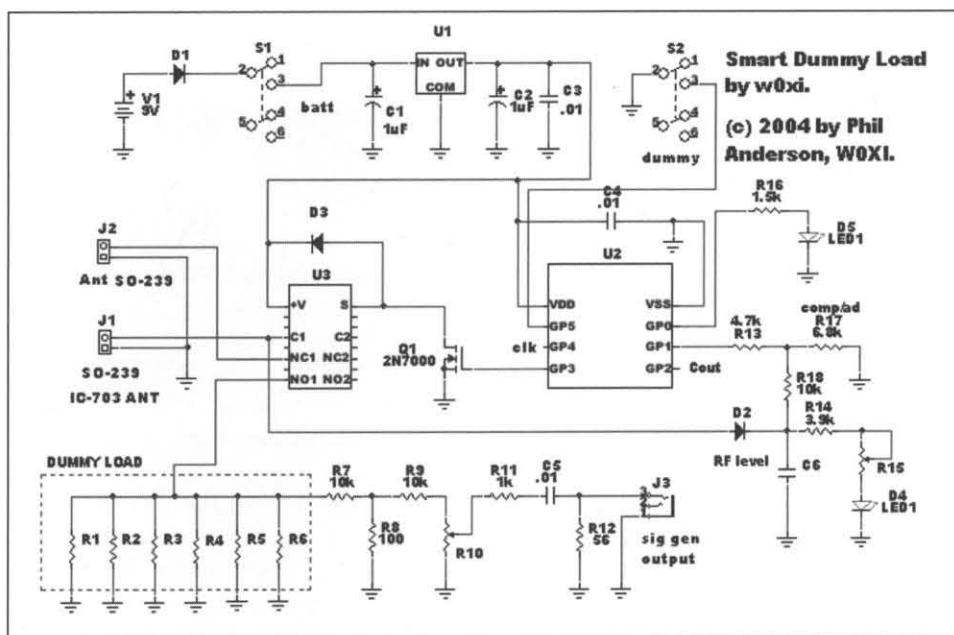 Smart Dummy Load
by w0xi.
(c) 2004 by Phil
Anderson, W0XI.
D1
V1
9V
S1
1
2
3
4
5
6
batt
U1
IN OUT
COM
C1
1uF
C2
1uF
C3
.01
S2
1
2
3
4
5
6
dummy
J2
Ant SO-239
J1
SO-239
IC-703 ANT
D3
U3
+V
S
C1
C2
NC1
NC2
NO1
NO2
Q1
2N7000
C4
.01
U2
VDD
VSS
GP5
GP0
clk
GP4
GP1
GP3
GP2
Cout
R16
1.5k
D5
LED1
4.7k
R13
comp/ad
R17
6.8k
R18
10k
R14
3.9k
D2
RF level
C6
R15
D4
LED1
DUMMY LOAD
R1
R2
R3
R4
R5
R6
R7
10k
R9
10k
R8
100
R10
R11
1k
C5
.01
R12
56
J3
sig gen
output